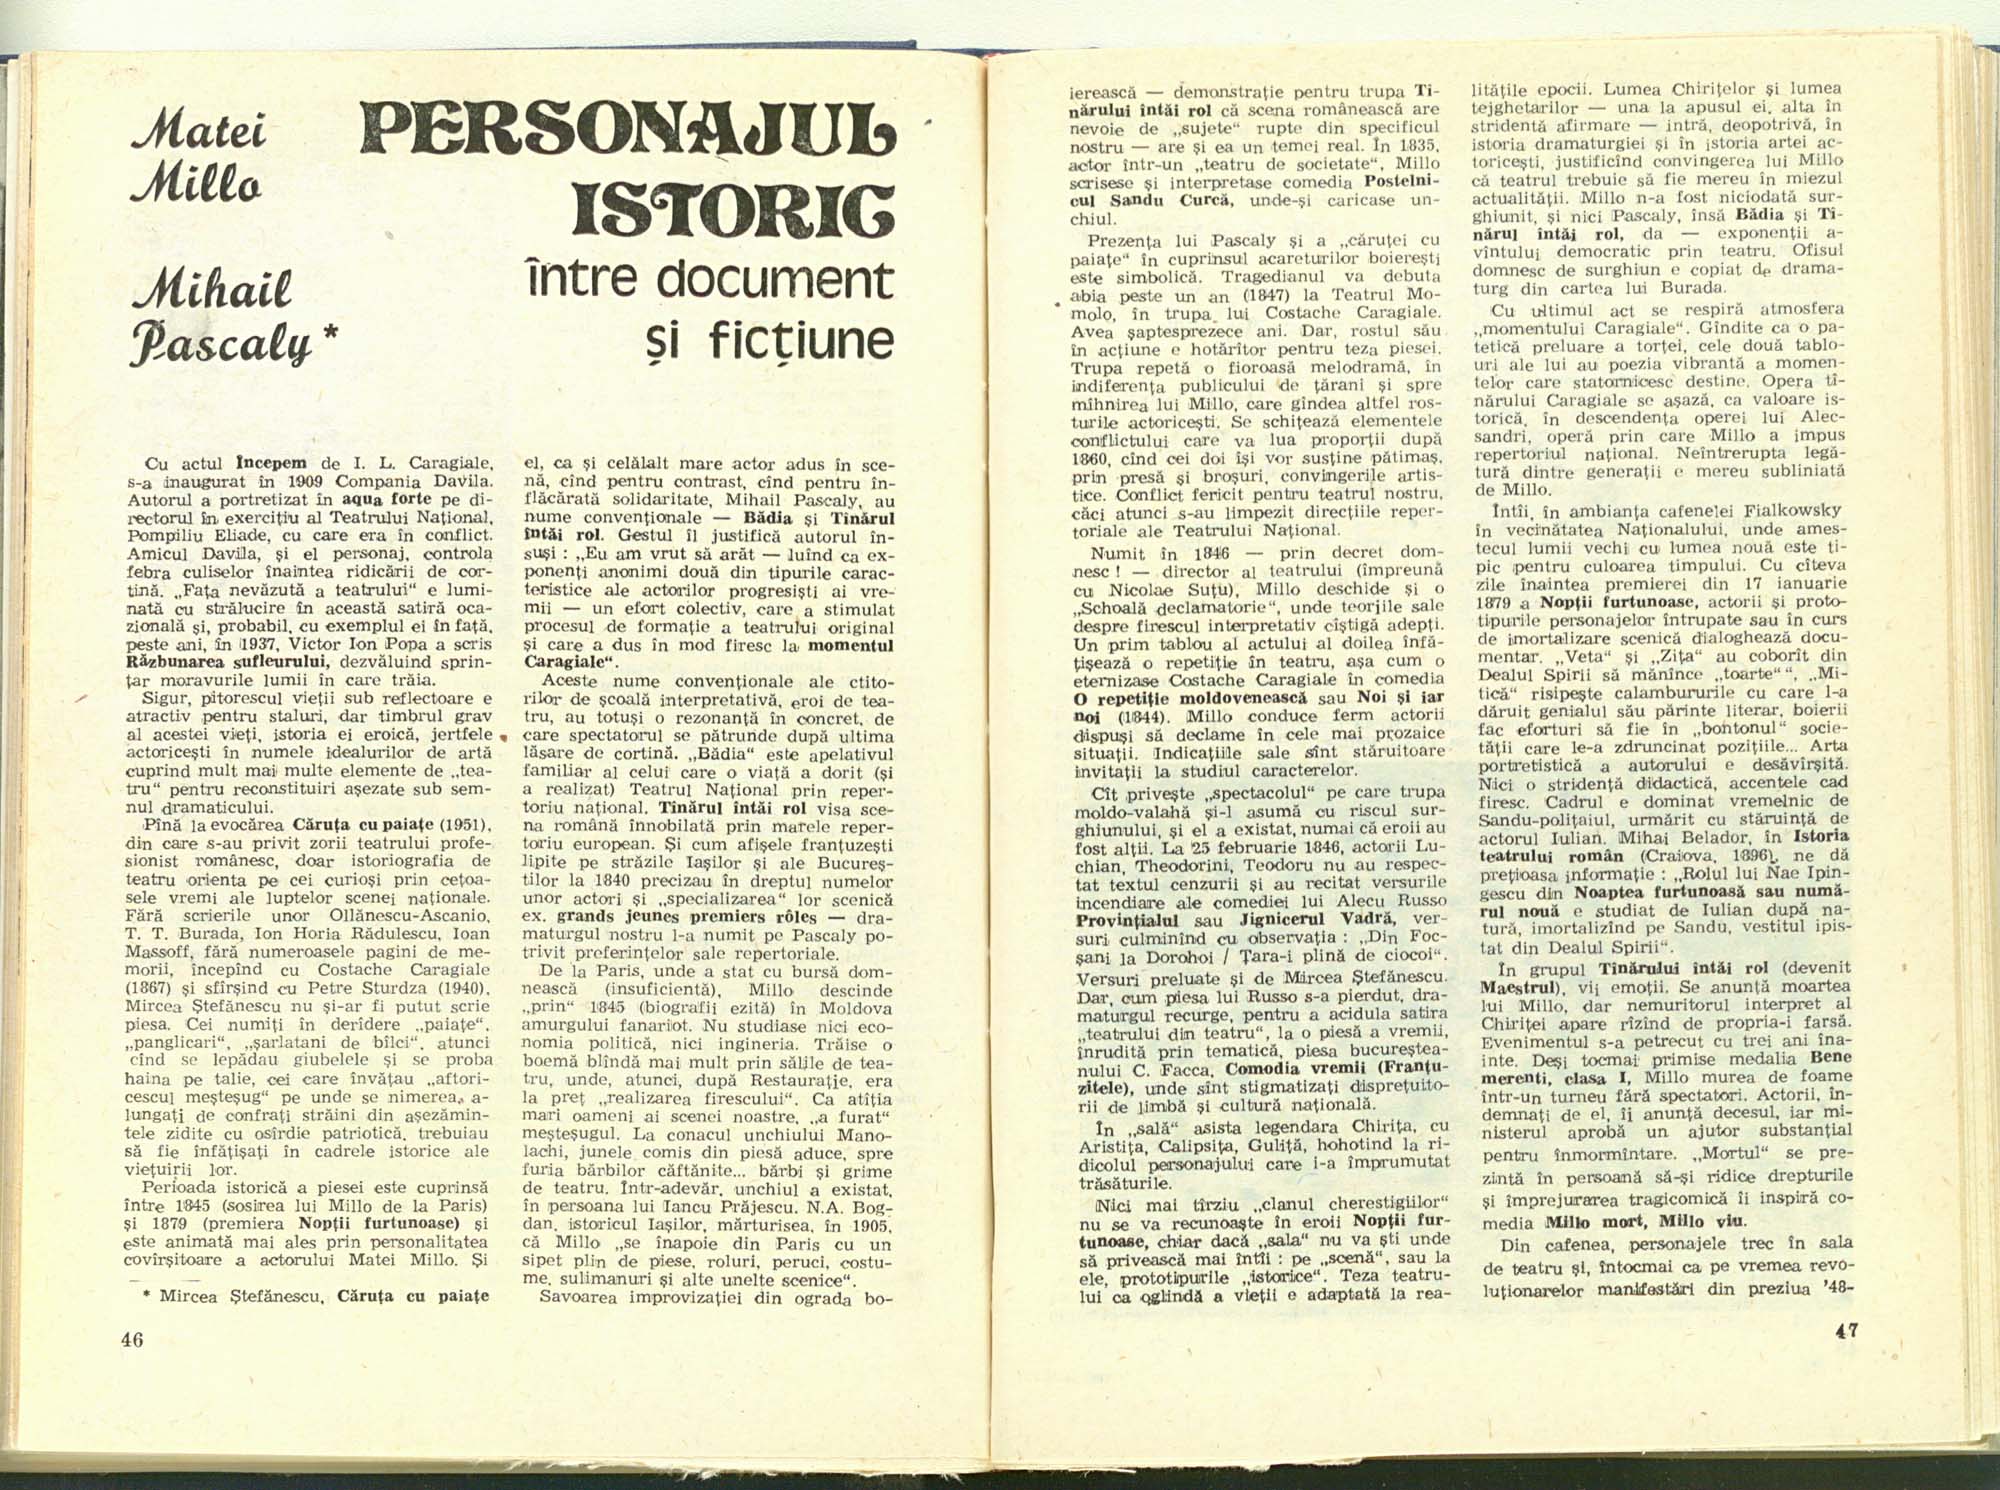 Matei
Millo
Mihail
Pascaly *
PERSONAJUL
ISTORIC
între document
și ficțiune
Cu actul Începem de I. L. Caragiale,
s-a inaugurat în 1909 Compania Davila.
Autorul a portretizat în aqua forte pe di-
rectorul în exercițiu al Teatrului Național,
Pompiliu Eliade, cu care era în conflict.
Amicul Davila, și el personaj, controla
febra culiselor înaintea ridicării de cor-
tină. „Fața nevăzută a teatrului“ e lumi-
nată cu strălucire în această satiră oca-
zională și, probabil, cu exemplul ei în față,
peste ani, în 1937, Victor Ion Popa a scris
Răzbunarea sufleurului, dezvăluind sprin-
țar moravurile lumii în care trăia.
Sigur, pitorescul vieții sub reflectoare e
atractiv pentru staluri, dar timbrul grav
al acestei vieți, istoria ei eroică, jertfele
actoricești în numele idealurilor de artă
cuprind mult mai multe elemente de „tea-
tru“ pentru reconstituiri așezate sub sem-
nul dramaticului.
Pînă la evocărea Căruța cu paiațe (1951),
din care s-au privit zorii teatrului profe-
sionist românesc, doar istoriografia de
teatru orienta pe cei curioși prin cețoa-
sele vremi ale luptelor scenei naționale.
Fără scrierile unor Ollănescu-Ascanio,
T. T. Burada, Ion Horia Rădulescu, Ioan
Massoff, fără numeroasele pagini de me-
morii, începînd cu Costache Caragiale
(1867) și sfîrșind cu Petre Sturdza (1940),
Mircea Ștefănescu nu și-ar fi putut scrie
piesa. Cei numiți în derîdere „paiațe“,
„panglicari“, „șarlatani de bîlci“, atunci
cînd se lepădau giubelele și se proba
haina pe talie, cei care învățau „aftori-
cescul meșteșug“ pe unde se nimerea, a-
lungați de confrați străini din așezămin-
tele zidite cu osîrdie patriotică, trebuiau
să fie înfățișați în cadrele istorice ale
viețuirii lor.
Perioada istorică a piesei este cuprinsă
între 1845 (sosirea lui Millo de la Paris)
și 1879 (premiera Nopții furtunoase) și
este animată mai ales prin personalitatea
covîrșitoare a actorului Matei Millo. Și
* Mircea Ștefănescu, Căruța cu paiațe
46
el, ca și celălalt mare actor adus în sce-
nă, cînd pentru contrast, cînd pentru în-
flăcărată solidaritate, Mihail Pascaly, au
nume convenționale — Bădia și Tînărul
întăi rol. Gestul îl justifică autorul în-
suși : „Eu am vrut să arăt — luînd ca ex-
ponenți anonimi două din tipurile carac-
teristice ale actorilor progresiști ai vre-
mii — un efort colectiv, care a stimulat
procesul de formație a teatrului original
și care a dus în mod firesc la momentul
Caragiale“.
Aceste nume convenționale ale ctito-
rilor de școală interpretativă, eroi de tea-
tru, au totuși o rezonanță în concret, de
care spectatorul se pătrunde după ultima
lăsare de cortină. „Bădia“ este apelativul
familiar al celui care o viață a dorit (și
a realizat) Teatrul Național prin reper-
toriu național. Tînărul întăi rol visa sce-
na română înnobilată prin marele reper-
toriu european. Și cum afișele franțuzești
lipite pe străzile Iașilor și ale Bucureș-
tilor la 1840 precizau în dreptul numelor
unor actori și „specializarea“ lor scenică
ex. grands jeunes premiers rôles — dra-
maturgul nostru l-a numit pe Pascaly po-
trivit preferințelor sale repertoriale.
De la Paris, unde a stat cu bursă dom-
nească (insuficientă), Millo descinde
„prin“ 1845 (biografii ezită) în Moldova
amurgului fanariot. Nu studiase nici eco-
nomia politică, nici ingineria. Trăise o
boemă blîndă mai mult prin sălile de tea-
tru, unde, atunci, după Restaurație, era
la preț „realizarea firescului“. Ca atîția
mari oameni ai scenei noastre, „a furat“
meșteșugul. La conacul unchiului Mano-
lachi, junele comis din piesă aduce, spre
furia bărbilor căftănite... bărbi și grime
de teatru. Într-adevăr, unchiul a existat,
în persoana lui Iancu Prăjescu. N.A. Bog-
dan, istoricul Iașilor, mărturisea, în 1905,
că Millo „se înapoie din Paris cu un
sipet plin de piese, roluri, peruci, costu-
me, sulimanuri și alte unelte scenice“.
Savoarea improvizației din ograda bo-
ierească — demonstrație pentru trupa Tî-
nărului întăi rol că scena românească are
nevoie de „sujete“ rupte din specificul
nostru — are și ea un temei real. În 1835,
actor într-un „teatru de societate“, Millo
scrisese și interpretase comedia Postelni-
cul Sandu Curcă, unde-și caricase un-
chiul.
Prezența lui Pascaly și a „căruței cu
paiațe“ în cuprinsul acareturilor boierești
este simbolică. Tragedianul va debuta
abia peste un an (1847) la Teatrul Mo-
molo, în trupa lui Costache Caragiale.
Avea șaptesprezece ani. Dar, rostul său
în acțiune e hotărîtor pentru teza piesei.
Trupa repetă o fioroasă melodramă, în
indiferența publicului de țărani și spre
mîhnirea lui Millo, care gîndea altfel ros-
turile actoricești. Se schițează elementele
conflictului care va lua proporții după
1860, cînd cei doi își vor susține pătimaș,
prin presă și broșuri, convingerile artis-
tice. Conflict fericit pentru teatrul nostru,
căci atunci s-au limpezit direcțiile reper-
toriale ale Teatrului Național.
Numit în 1846 — prin decret dom-
nesc ! — director al teatrului (împreună
cu Nicolae Suțu), Millo deschide și o
„Schoală declamatorie“, unde teoriile sale
despre firescul interpretativ cîștigă adepți.
Un prim tablou al actului al doilea înfă-
țișează o repetiție în teatru, așa cum o
eternizase Costache Caragiale în comedia
O repetiție moldovenească sau Noi și iar
noi (1844). Millo conduce ferm actorii
dispuși să declame în cele mai prozaice
situații. Indicațiile sale sînt stăruitoare
invitații la studiul caracterelor.
Cît privește „spectacolul“ pe care trupa
moldo-valahă și-l asumă cu riscul sur-
ghiunului, și el a existat, numai că eroii au
fost alții. La 25 februarie 1846, actorii Lu-
chian, Theodorini, Teodoru nu au respec-
tat textul cenzurii și au recitat versurile
incendiare ale comediei lui Alecu Russo
Provințialul sau Jignicerul Vadră, ver-
suri culminînd cu observația : „Din Foc-
șani la Dorohoi / Țara-i plină de ciocoi“.
Versuri preluate și de Mircea Ștefănescu.
Dar, cum piesa lui Russo s-a pierdut, dra-
maturgul recurge, pentru a acidula satira
„teatrului din teatru“, la o piesă a vremii,
înrudită prin tematică, piesa bucureștea-
nului C. Facca, Comodia vremii (Franțu-
zitele), unde sînt stigmatizați disprețuito-
rii de limbă și cultură națională.
În „sală“ asista legendara Chirița, cu
Aristița, Calipsița, Guliță, hohotind la ri-
dicolul personajului care i-a împrumutat
trăsăturile.
Nici mai tîrziu „clanul cherestigiilor“
nu se va recunoaște în eroii Nopții fur-
tunoase, chiar dacă „sala“ nu va ști unde
să privească mai întîi : pe „scenă“, sau la
ele, prototipurile „istorice“. Teza teatru-
lui ca oglindă a vieții e adaptată la rea-
litățile epocii. Lumea Chirițelor și lumea
tejghetarilor — una la apusul ei, alta în
stridentă afirmare — intră, deopotrivă, în
istoria dramaturgiei și în istoria artei ac-
toricești, justificînd convingerea lui Millo
că teatrul trebuie să fie mereu în miezul
actualității. Millo n-a fost niciodată sur-
ghiunit, și nici Pascaly, însă Bădia și Tî-
nărul întăi rol, da — exponenții a-
vîntului democratic prin teatru. Ofisul
domnesc de surghiun e copiat de drama-
turg din cartea lui Burada.
Cu ultimul act se respiră atmosfera
„momentului Caragiale“. Gîndite ca o pa-
tetică preluare a torței, cele două tablo-
uri ale lui au poezia vibrantă a momen-
telor care statornicesc destine. Opera tî-
nărului Caragiale se așază, ca valoare is-
torică, în descendența operei lui Alec-
sandri, operă prin care Millo a impus
repertoriul național. Neîntrerupta legă-
tură dintre generații e mereu subliniată
de Millo.
Întîi, în ambianța cafenelei Fialkowsky
în vecinătatea Naționalului, unde ames-
tecul lumii vechi cu lumea nouă este ti-
pic pentru culoarea timpului. Cu cîteva
zile înaintea premierei din 17 ianuarie
1879 a Nopții furtunoase, actorii și proto-
tipurile personajelor întrupate sau în curs
de imortalizare scenică dialoghează docu-
mentar. „Veta“ și „Zița“ au coborît din
Dealul Spirii să mănînce „toarte““, „Mi-
tică“ risipește calambururile cu care l-a
dăruit genialul său părinte literar, boierii
fac eforturi să fie în „bontonul“ socie-
tății care le-a zdruncinat pozițiile... Arta
portretistică a autorului e desăvîrșită.
Nici o stridență didactică, accentele cad
firesc. Cadrul e dominat vremelnic de
Sandu-polițaiul, urmărit cu stăruință de
actorul Iulian. Mihai Belador, în Istoria
teatrului român (Craiova, 1896), ne dă
prețioasa informație : „Rolul lui Nae Ipin-
gescu din Noaptea furtunoasă sau numă-
rul nouă e studiat de Iulian după na-
tură, imortalizînd pe Sandu, vestitul ipis-
tat din Dealul Spirii“.
În grupul Tînărului întăi rol (devenit
Maestrul), vii emoții. Se anunță moartea
lui Millo, dar nemuritorul interpret al
Chiriței apare rîzînd de propria-i farsă.
Evenimentul s-a petrecut cu trei ani îna-
inte. Deși tocmai primise medalia Bene
merenti, clasa I, Millo murea de foame
într-un turneu fără spectatori. Actorii, în-
demnați de el, îi anunță decesul, iar mi-
nisterul aprobă un ajutor substanțial
pentru înmormîntare. „Mortul“ se pre-
zintă în persoană să-și ridice drepturile
și împrejurarea tragicomică îi inspiră co-
media Millo mort, Millo viu.
Din cafenea, personajele trec în sala
de teatru și, întocmai ca pe vremea revo-
luționarelor manifestări din preziua '48-
47